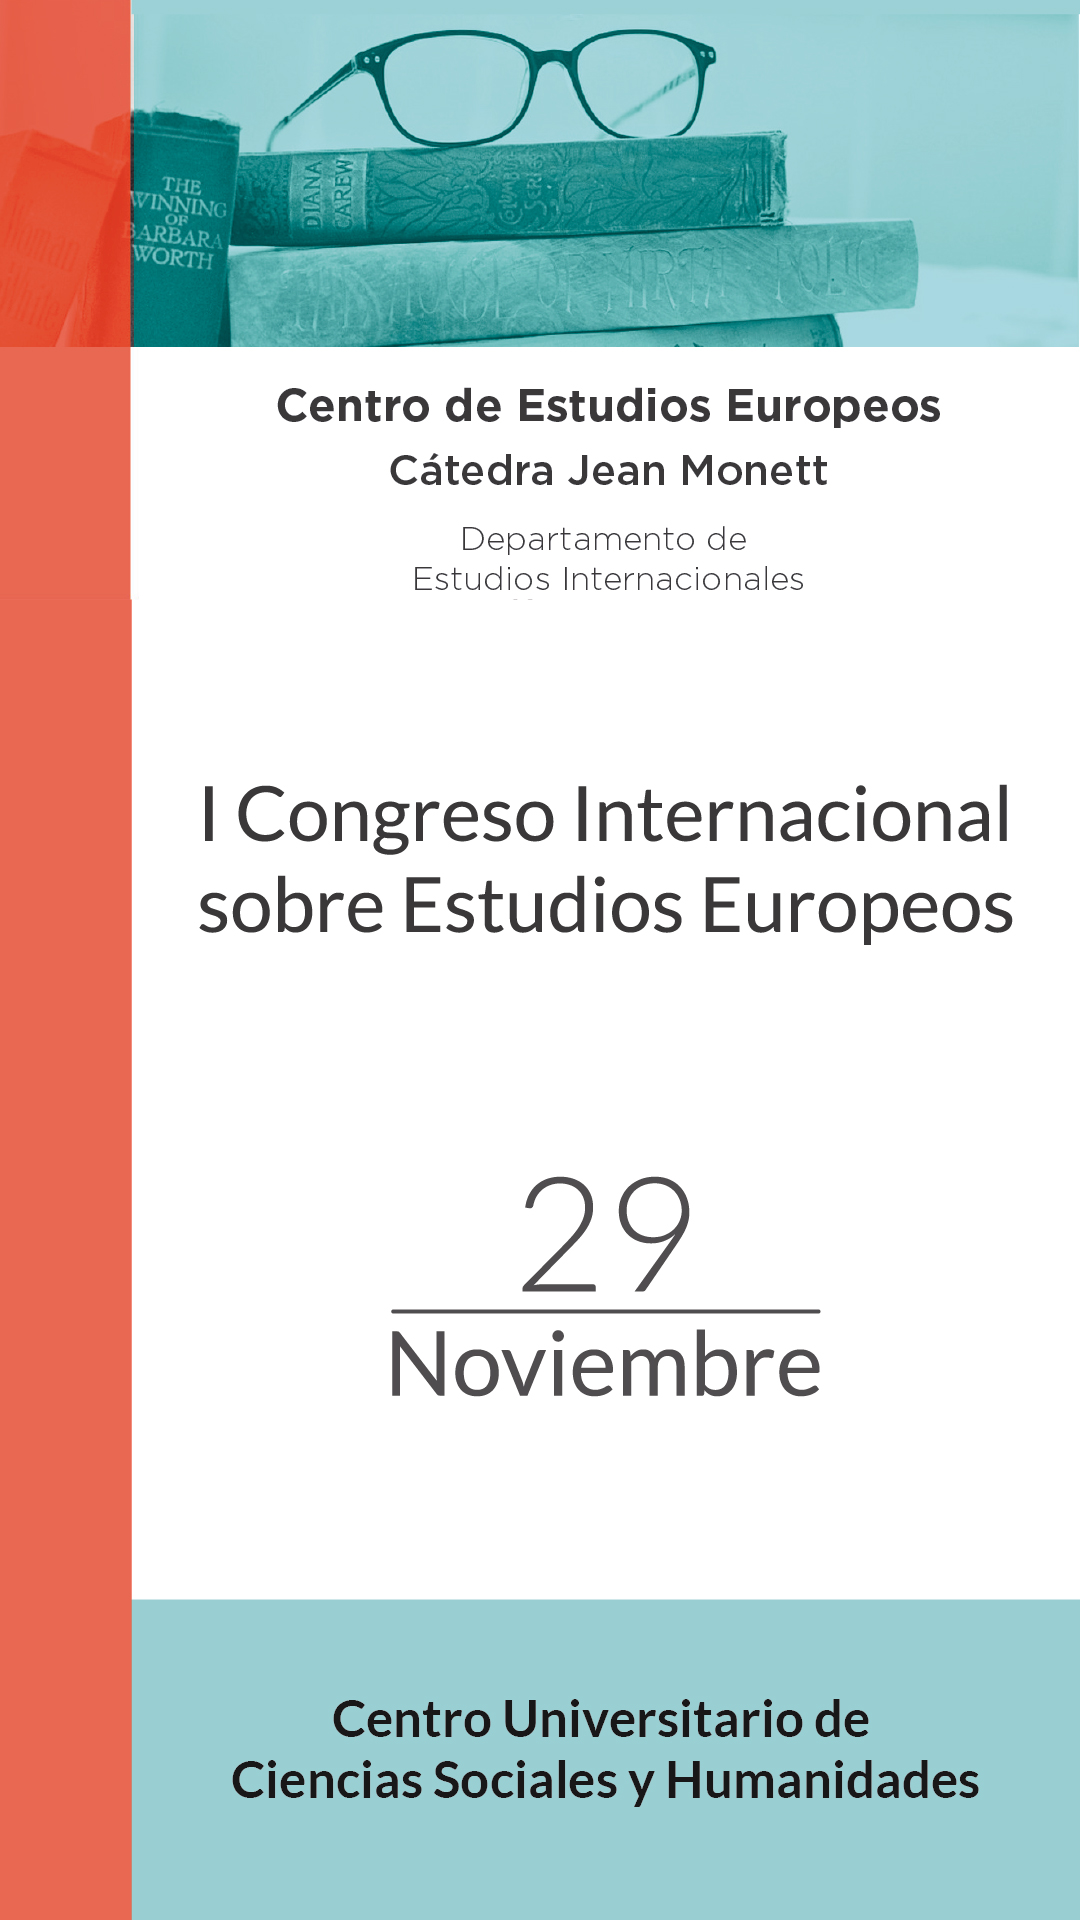 THE
WINNING
OF
BARBARA
WORTH
DIANA
CAREW
Centro de Estudios Europeos
Cátedra Jean Monett
Departamento de
Estudios Internacionales
I Congreso Internacional
sobre Estudios Europeos
29
Noviembre
Centro Universitario de
Ciencias Sociales y Humanidades